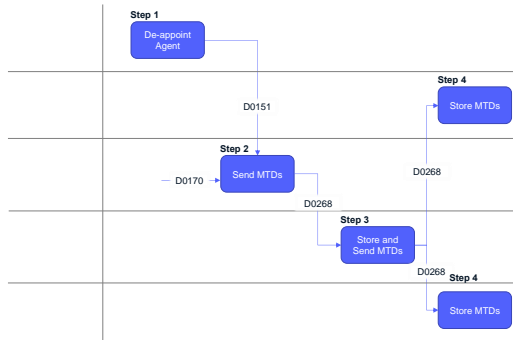 Step 1
De-appoint
Agent
Step 4
Store MTDs
D0151
Step 2
Send MTDs
D0170
D0268
D0268
Step 3
Store and
Send MTDs
D0268
Step 4
Store MTDs